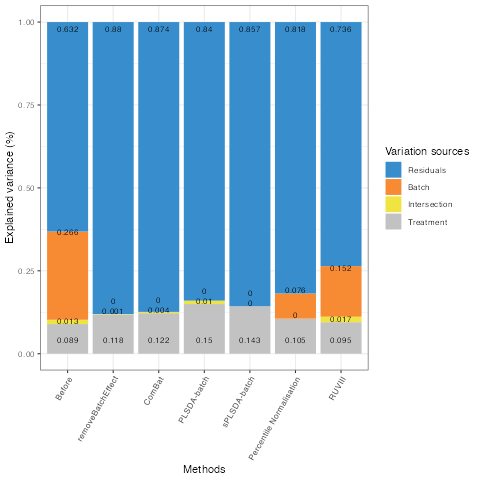 1.00
0.75
0.50
0.25
0.00
Explained variance (%)
0.632 0.88 0.874 0.84 0.857 0.818 0.736
0.266 0 0 0 0 0.076 0.152
0.013 0.001 0.004 0.01 0 0 0.017
0.089 0.118 0.122 0.15 0.143 0.105 0.095
Before
removeBatchEffect
ComBat
PLSDA-batch
sPLSDA-batch
Percentile Normalisation
RUVIII
Methods
Variation sources
Residuals
Batch
Intersection
Treatment